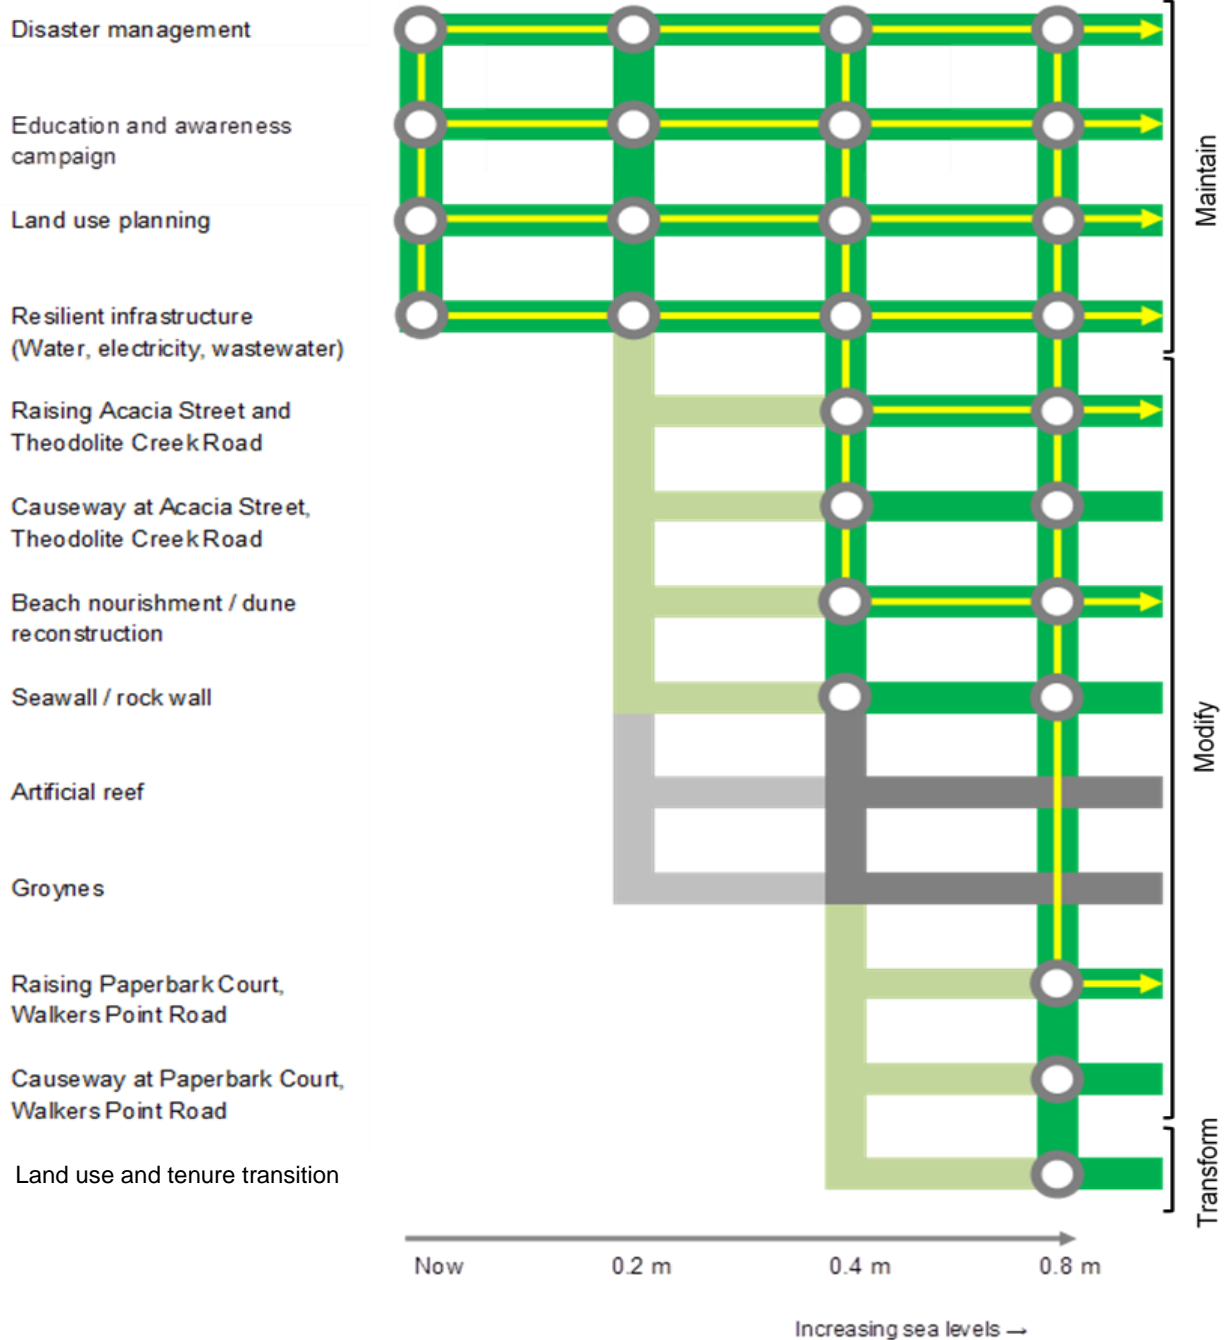 Disaster management
Education and awareness
campaign
Land use planning
Resilient infrastructure
(Water, electricity, wastewater)
Raising Acacia Street and
Theodolite Creek Road
Causeway at Acacia Street,
Theodolite Creek Road
Beach nourishment / dune
reconstruction
Seawall / rock wall
Artificial reef
Groynes
Raising Paperbark Court,
Walkers Point Road
Causeway at Paperbark Court,
Walkers Point Road
Land use and tenure transition
Maintain
Modify
Transform
Now 0.2 m 0.4 m 0.8 m
Increasing sea levels →